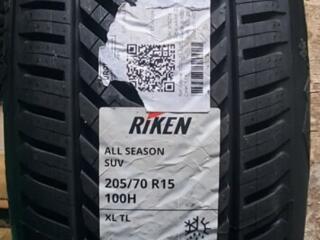 RIKEN
ALL SEASON
SUV
205/70 R15
100H
XL TL